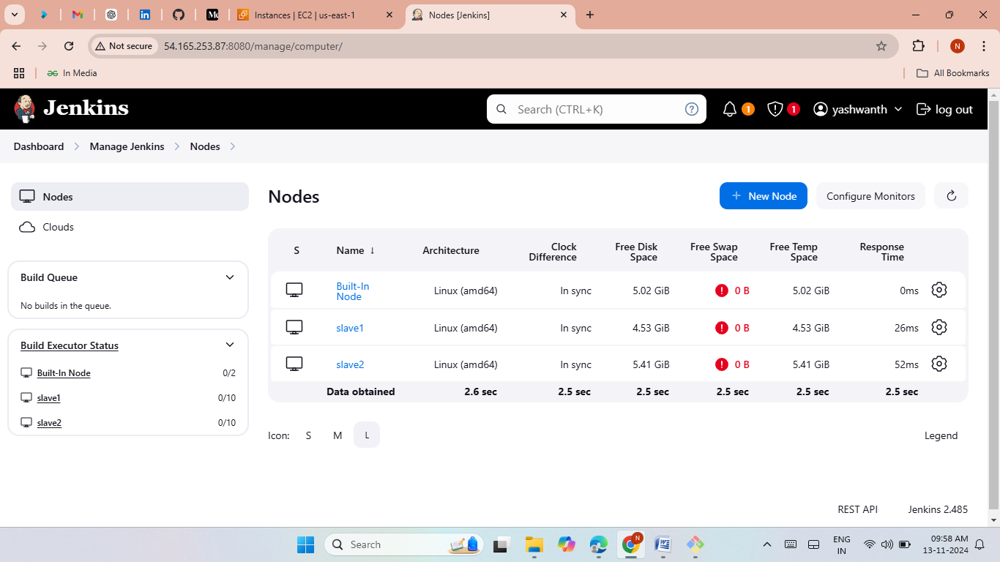 Instances | EC2 | us-east-1
Nodes [Jenkins]
Not secure
54.165.253.87:8080/manage/computer/
N
In Media
All Bookmarks
Jenkins
Search (CTRL+K)
?
1
1
yashwanth
log out
Dashboard
Manage Jenkins
Nodes
Nodes
Clouds
Build Queue
No builds in the queue.
Build Executor Status
Built-In Node 0/2
slave1 0/10
slave2 0/10
Nodes
+ New Node
Configure Monitors
S Name ↓ Architecture Clock Difference Free Disk Space Free Swap Space Free Temp Space Response Time
Built-In Node Linux (amd64) In sync 5.02 GiB ! 0 B 5.02 GiB 0ms
slave1 Linux (amd64) In sync 4.53 GiB ! 0 B 4.53 GiB 26ms
slave2 Linux (amd64) In sync 5.41 GiB ! 0 B 5.41 GiB 52ms
Data obtained 2.6 sec 2.5 sec 2.5 sec 2.5 sec 2.5 sec 2.5 sec
Icon: S M L
Legend
REST API
Jenkins 2.485
Search
N
ENG
IN
09:58 AM
13-11-2024